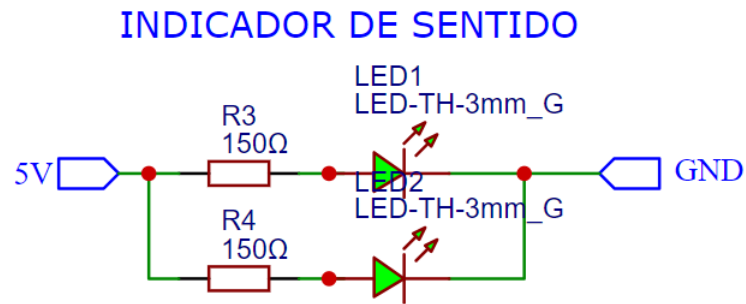 INDICADOR DE SENTIDO
LED1
LED-TH-3mm_G
R3
150Ω
5V
GND
LED2
LED-TH-3mm_G
R4
150Ω